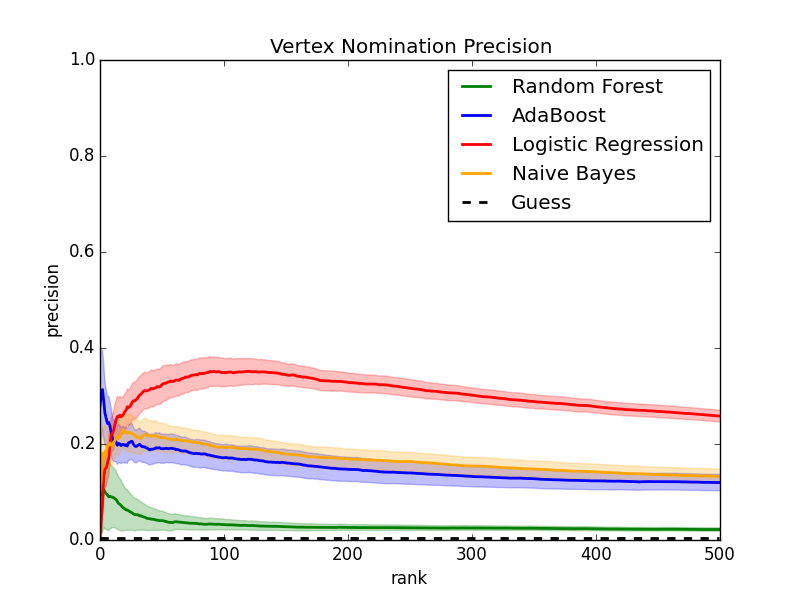 Vertex Nomination Precision
1.0
0.8
0.6
0.4
0.2
0.0
precision
Random Forest
AdaBoost
Logistic Regression
Naive Bayes
Guess
0 100 200 300 400 500
rank